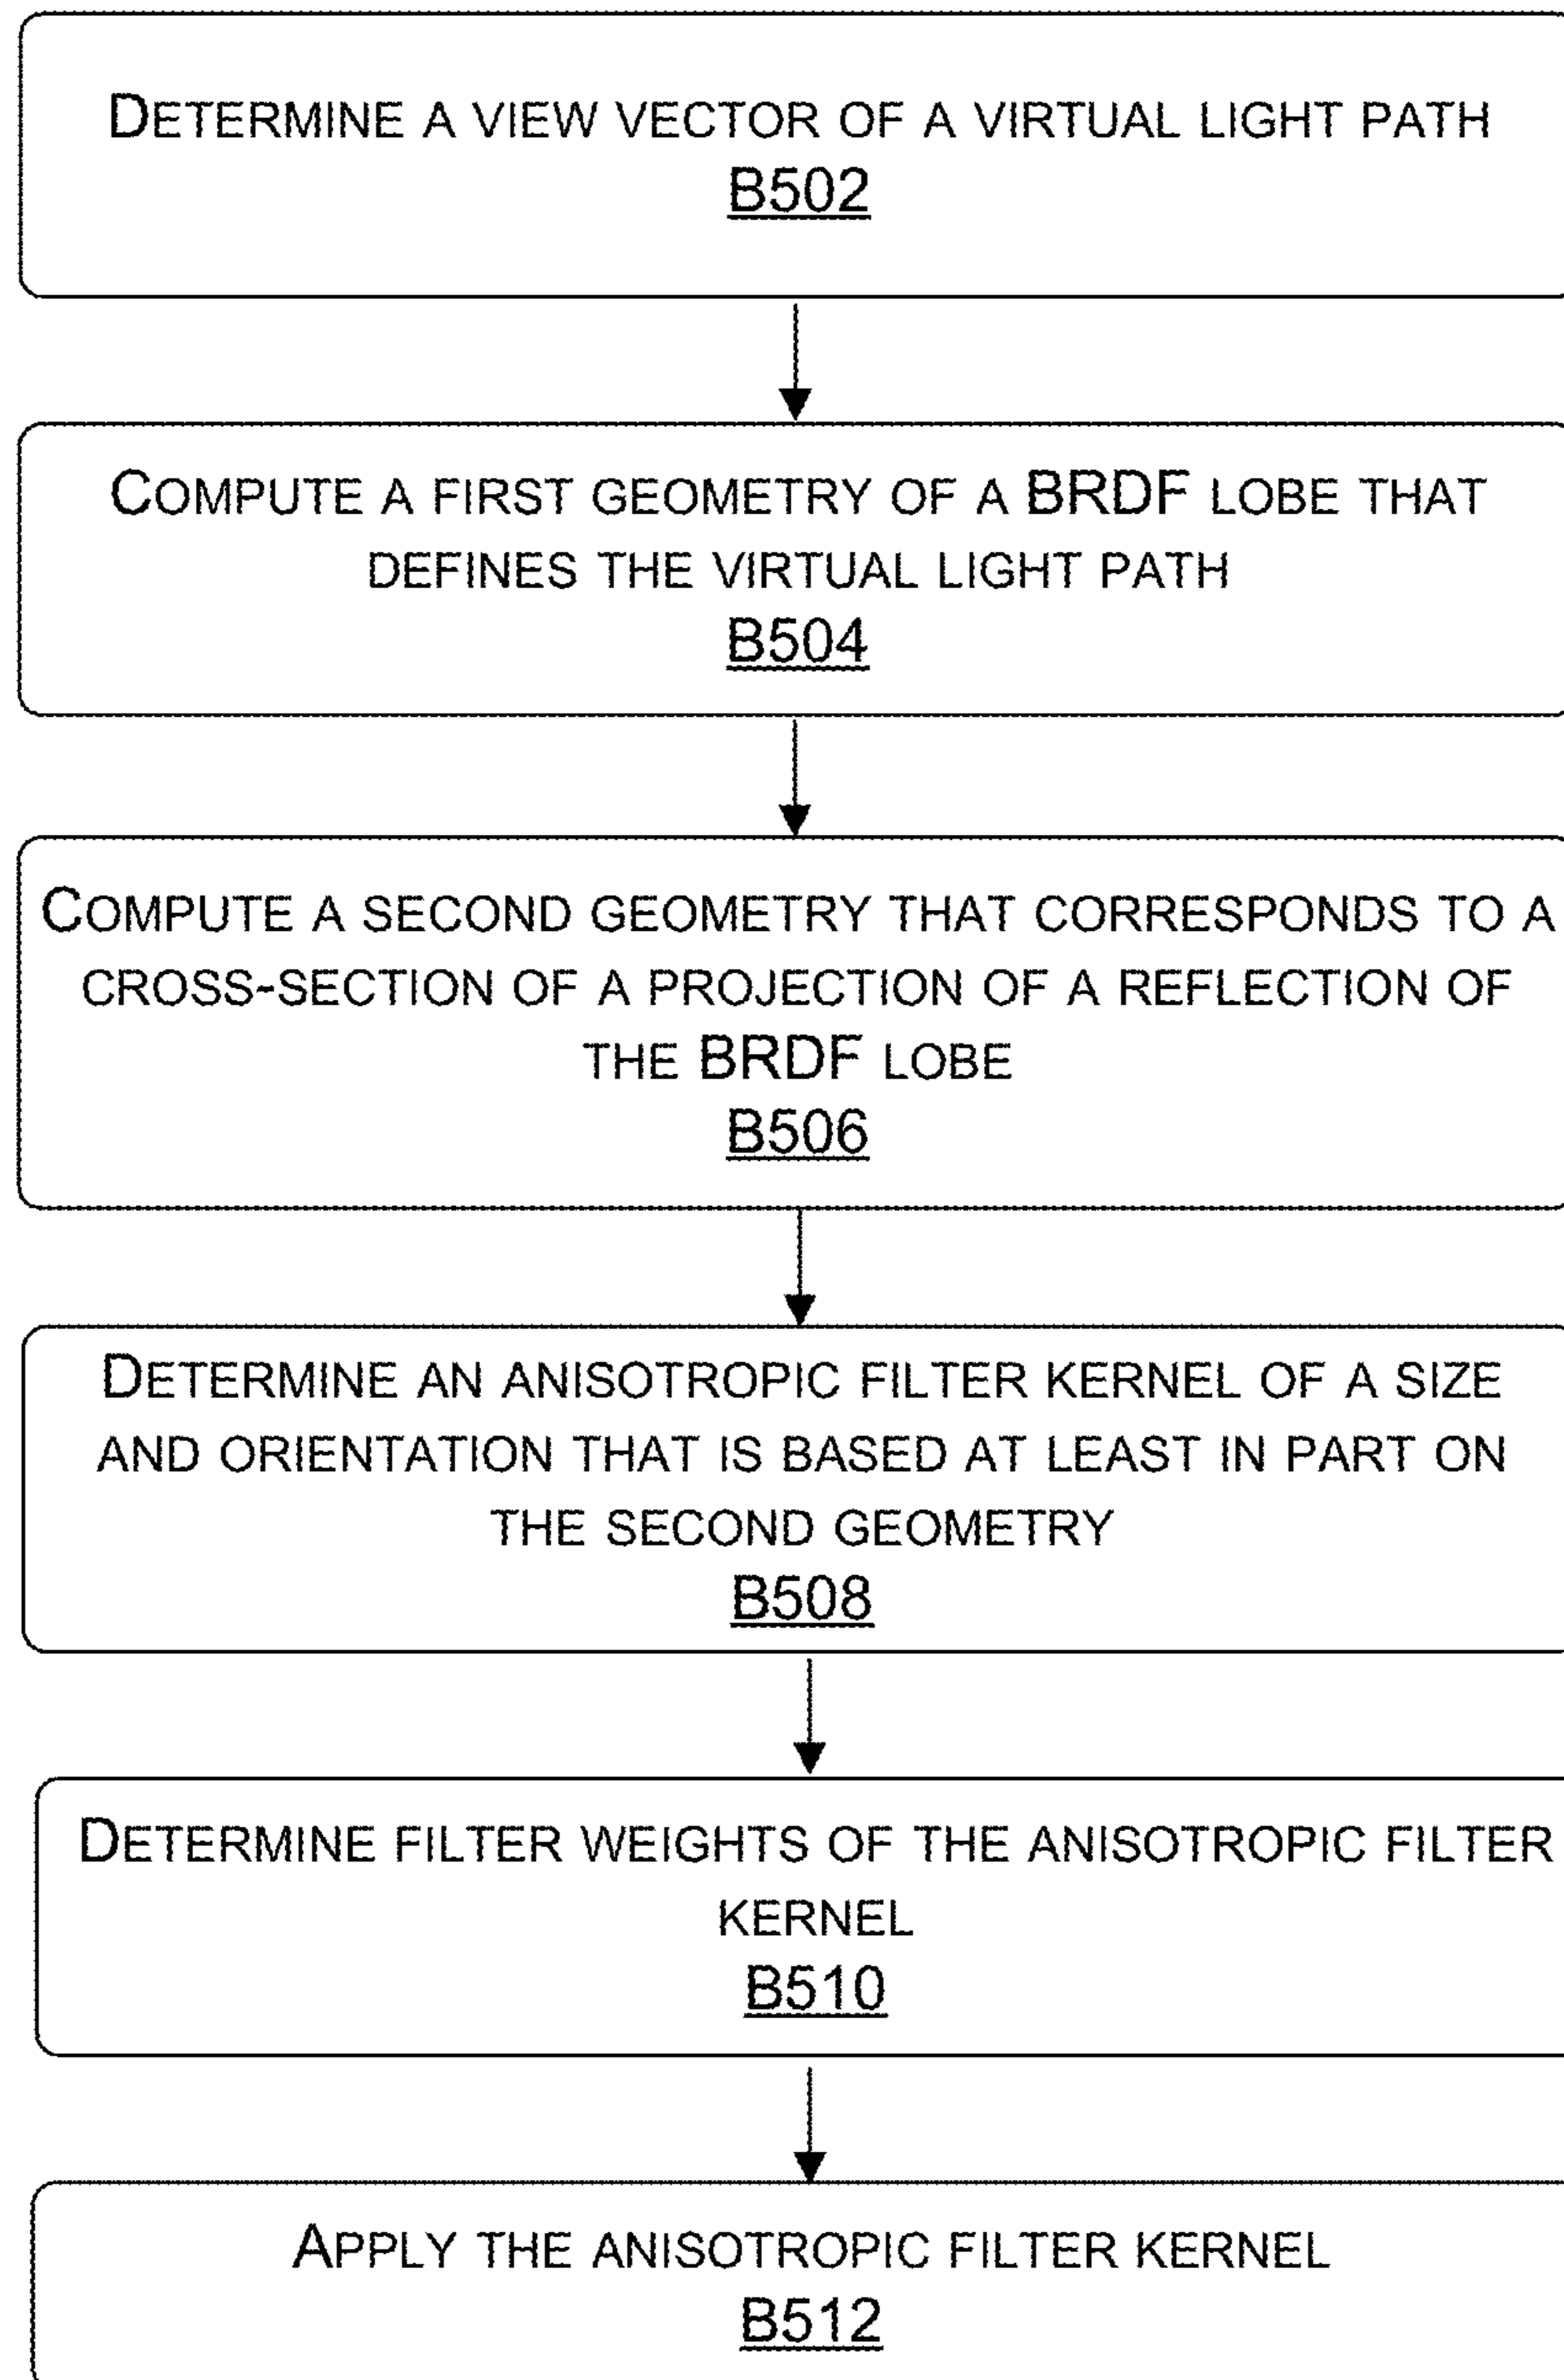 DETERMINE A VIEW VECTOR OF A VIRTUAL LIGHT PATH
B502
COMPUTE A FIRST GEOMETRY OF A BRDF LOBE THAT
DEFINES THE VIRTUAL LIGHT PATH
B504
COMPUTE A SECOND GEOMETRY THAT CORRESPONDS TO A
CROSS-SECTION OF A PROJECTION OF A REFLECTION OF
THE BRDF LOBE
B506
DETERMINE AN ANISOTROPIC FILTER KERNEL OF A SIZE
AND ORIENTATION THAT IS BASED AT LEAST IN PART ON
THE SECOND GEOMETRY
B508
DETERMINE FILTER WEIGHTS OF THE ANISOTROPIC FILTER
KERNEL
B510
APPLY THE ANISOTROPIC FILTER KERNEL
B512